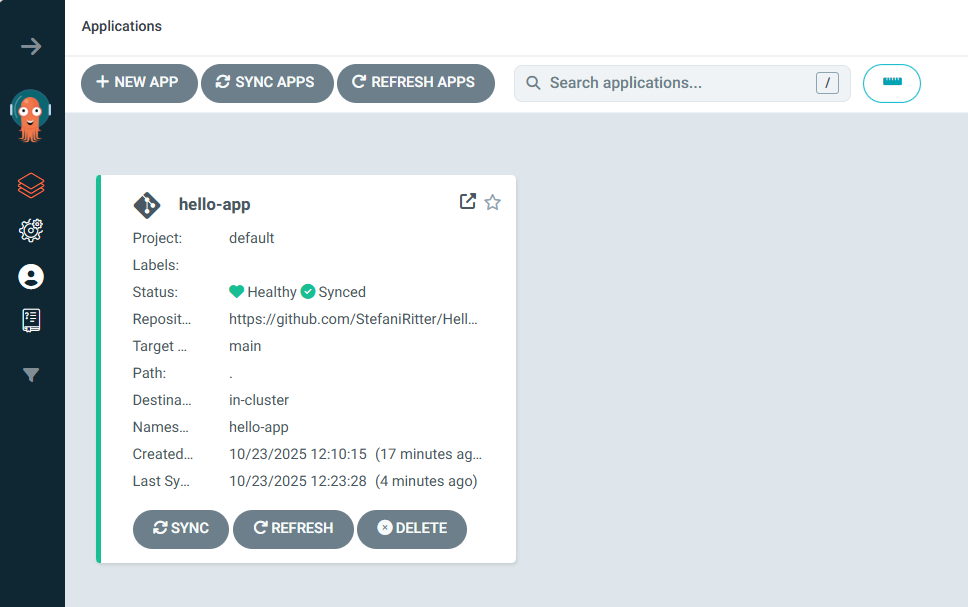 Applications
NEW APP
SYNC APPS
REFRESH APPS
Search applications...
/
hello-app
Project: default
Labels:
Status: Healthy Synced
Reposit... https://github.com/StefaniRitter/Hell...
Target ... main
Path: .
Destina... in-cluster
Names... hello-app
Created... 10/23/2025 12:10:15 (17 minutes ag...
Last Sy... 10/23/2025 12:23:28 (4 minutes ago)
SYNC
REFRESH
DELETE